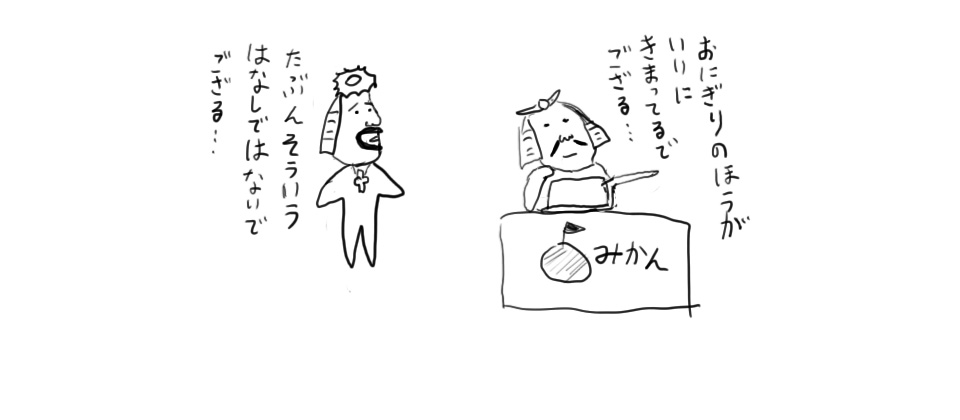 おにぎりのほうが
いいに
きまってるで
ござる…
みかん
たぶんそういう
はなしではないで
ござる…